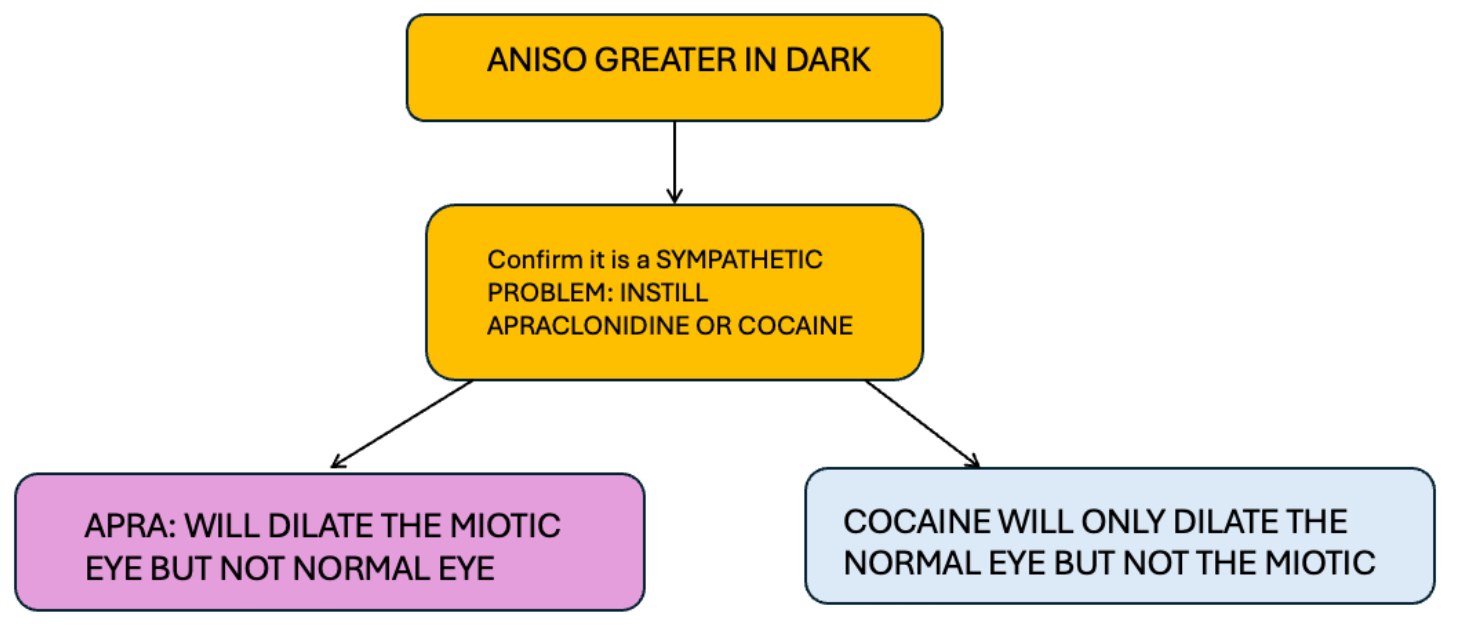 ANISO GREATER IN DARK
Confirm it is a SYMPATHETIC
PROBLEM: INSTILL
APRACLONIDINE OR COCAINE
APRA: WILL DILATE THE MIOTIC
EYE BUT NOT NORMAL EYE
COCAINE WILL ONLY DILATE THE
NORMAL EYE BUT NOT THE MIOTIC